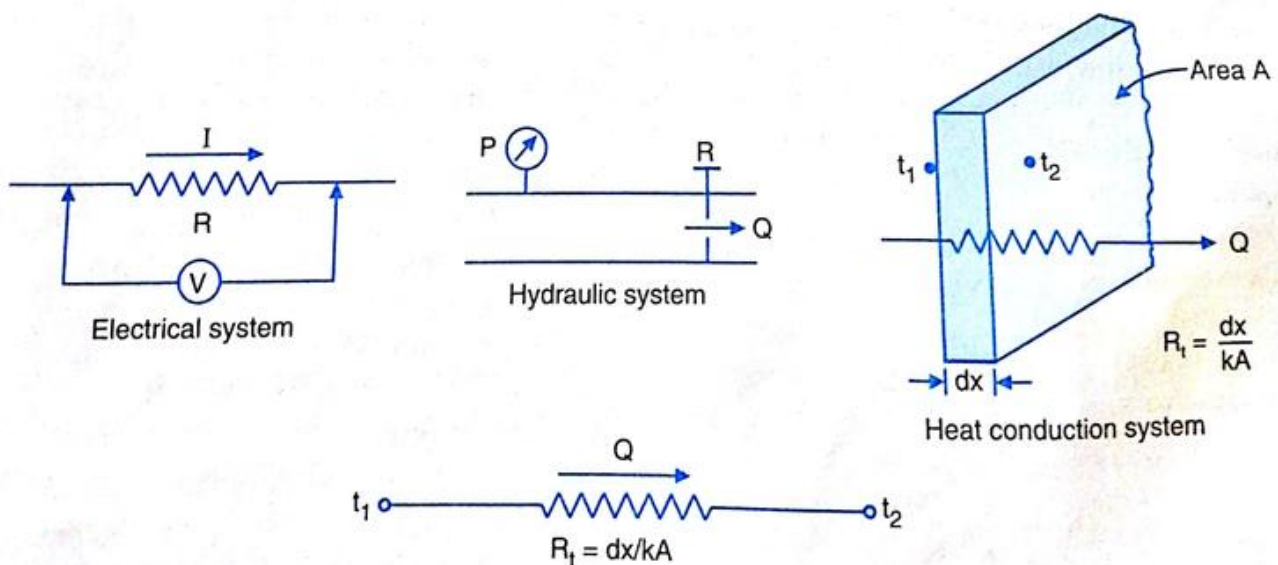 I
R
V
Electrical system
P
R
Q
Hydraulic system
Area A
t₁
t₂
Q
Rₜ = dx/kA
dx
Heat conduction system
Q
t₁
t₂
Rₜ = dx/kA